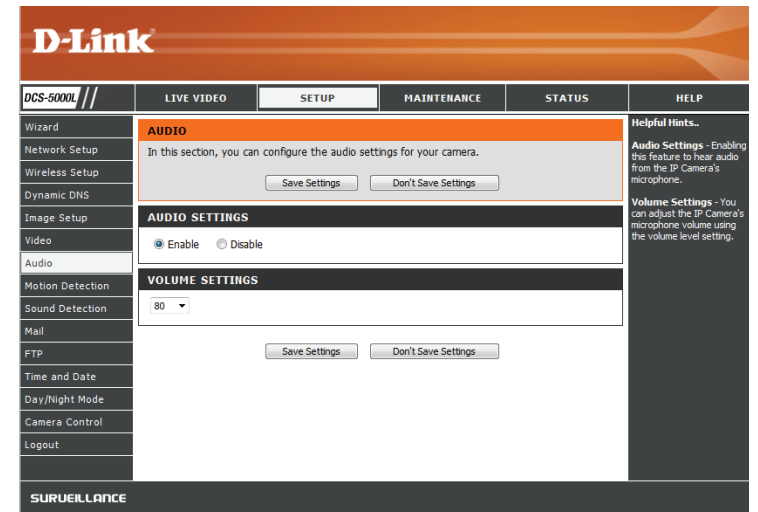 D-Link
DCS-5000L //
LIVE VIDEO
SETUP
MAINTENANCE
STATUS
HELP
Wizard
Network Setup
Wireless Setup
Dynamic DNS
Image Setup
Video
Audio
Motion Detection
Sound Detection
Mail
FTP
Time and Date
Day/Night Mode
Camera Control
Logout
AUDIO
In this section, you can configure the audio settings for your camera.
Save Settings Don't Save Settings
AUDIO SETTINGS
Enable Disable
VOLUME SETTINGS
80
Save Settings Don't Save Settings
Helpful Hints..
Audio Settings - Enabling
this feature to hear audio
from the IP Camera's
microphone.
Volume Settings - You
can adjust the IP Camera's
microphone volume using
the volume level setting.
SURVEILLANCE